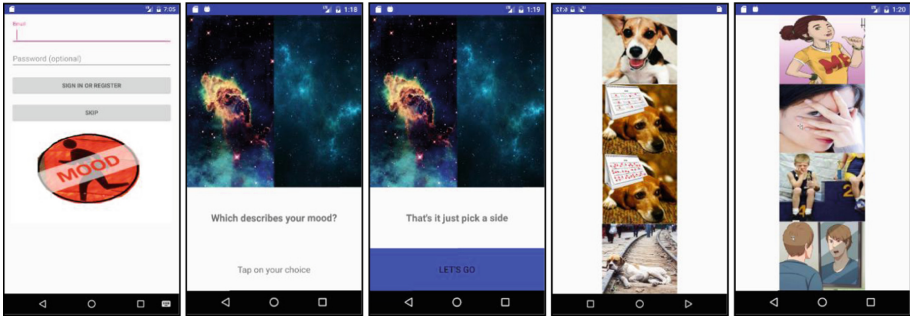 7:05
Email
Password (optional)
SIGN IN OR REGISTER
SKIP
MOOD
1:18
Which describes your mood?
Tap on your choice
1:19
That's it just pick a side
LET'S GO
1:20
ME
2